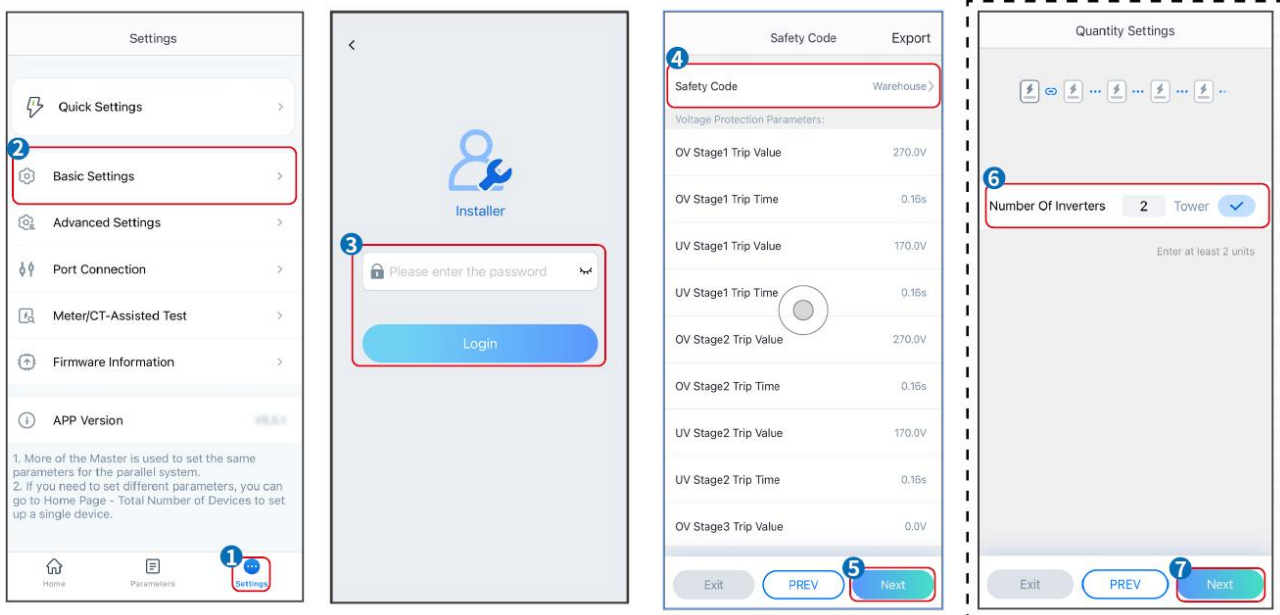 Settings
Quick Settings
2
Basic Settings
Advanced Settings
Port Connection
Meter/CT-Assisted Test
Firmware Information
APP Version
1. More of the Master is used to set the same
parameters for the parallel system.
2. If you need to set different parameters, you can
go to Home Page - Total Number of Devices to set
up a single device.
1
Home Parameters Settings
Installer
3
Please enter the password
Login
Safety Code Export
4
Safety Code Warehouse
Voltage Protection Parameters:
OV Stage1 Trip Value 270.0V
OV Stage1 Trip Time 0.16s
UV Stage1 Trip Value 170.0V
UV Stage1 Trip Time 0.16s
OV Stage2 Trip Value 270.0V
OV Stage2 Trip Time 0.16s
UV Stage2 Trip Value 170.0V
UV Stage2 Trip Time 0.16s
OV Stage3 Trip Value 0.0V
5
Exit PREV Next
Quantity Settings
6
Number Of Inverters 2 Tower
Enter at least 2 units
7
Exit PREV Next